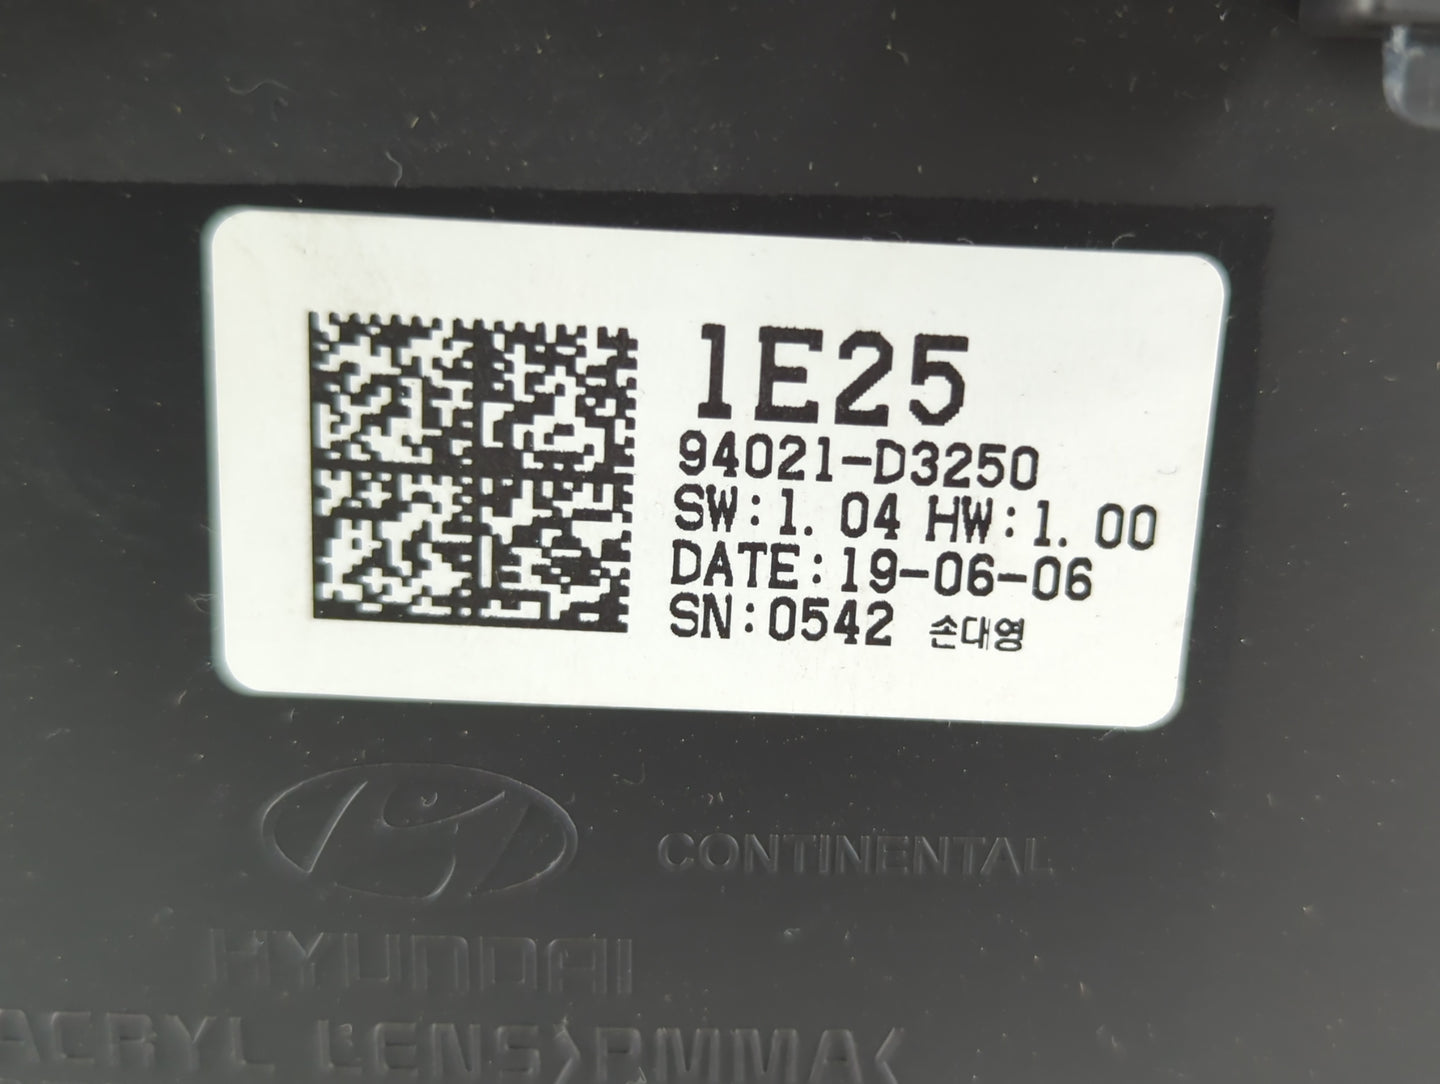 1E25
94021-D3250
SW:1.04 HW:1.00
DATE:19-06-06
SN:0542 손대영
CONTINENTAL
HYUNDAI
ACRYL LENS>PMMA<